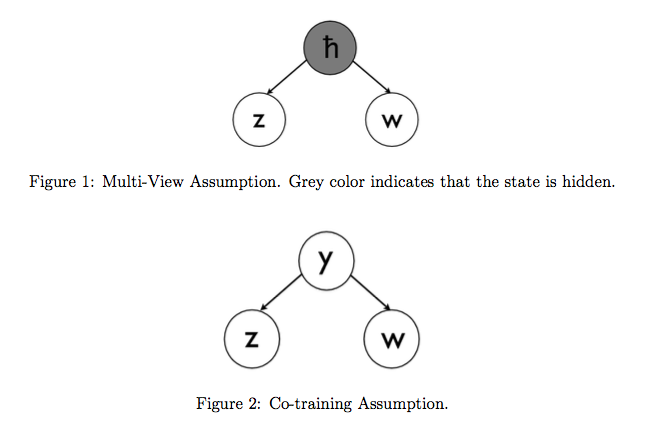 ħ
z w
Figure 1: Multi-View Assumption. Grey color indicates that the state is hidden.
y
z w
Figure 2: Co-training Assumption.